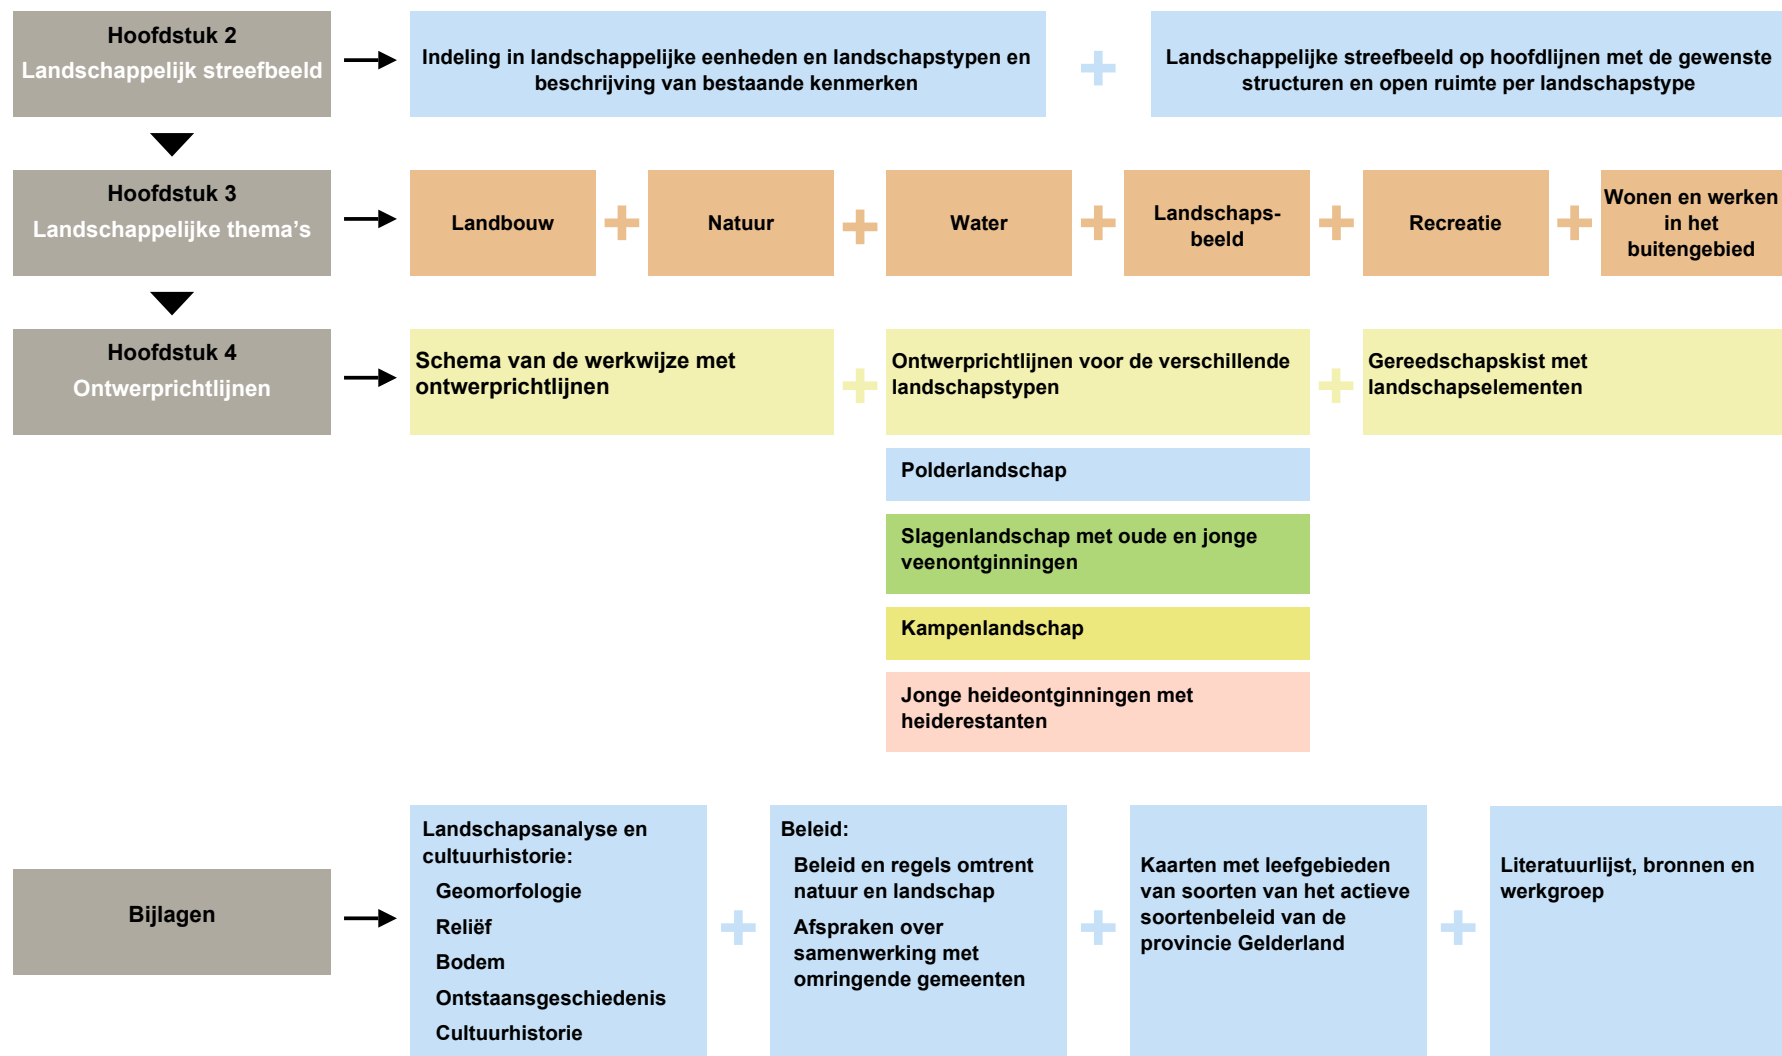 Hoofdstuk 2
Landschappelijk streefbeeld
Indeling in landschappelijke eenheden en landschapstypen en
beschrijving van bestaande kenmerken
Landschappelijke streefbeeld op hoofdlijnen met de gewenste
structuren en open ruimte per landschapstype
Hoofdstuk 3
Landschappelijke thema's
Landbouw
Natuur
Water
Landschaps-
beeld
Recreatie
Wonen en werken
in het
buitengebied
Hoofdstuk 4
Ontwerprichtlijnen
Schema van de werkwijze met
ontwerprichtlijnen
Ontwerprichtlijnen voor de verschillende
landschapstypen
Gereedschapskist met
landschapselementen
Polderlandschap
Slagenlandschap met oude en jonge
veenontginningen
Kampenlandschap
Jonge heideontginningen met
heiderestanten
Bijlagen
Landschapsanalyse en
cultuurhistorie:
Geomorfologie
Reliëf
Bodem
Ontstaansgeschiedenis
Cultuurhistorie
Beleid:
Beleid en regels omtrent
natuur en landschap
Afspraken over
samenwerking met
omringende gemeenten
Kaarten met leefgebieden
van soorten van het actieve
soortenbeleid van de
provincie Gelderland
Literatuurlijst, bronnen en
werkgroep